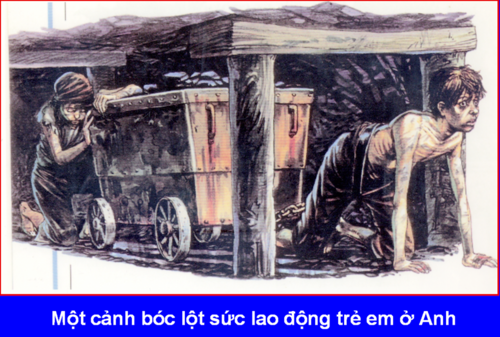 Một cảnh bóc lột sức lao động trẻ em ở Anh